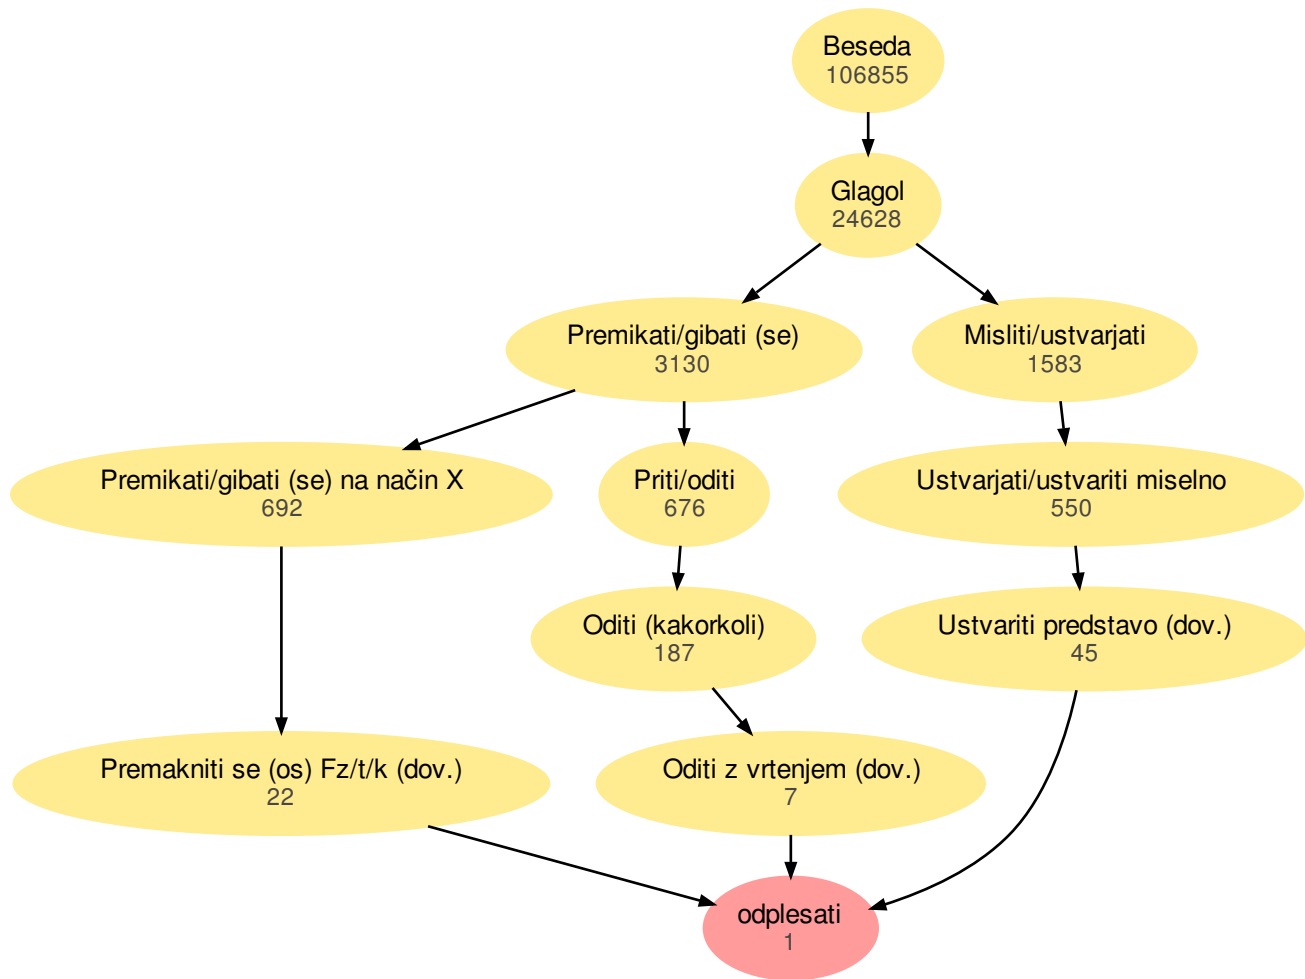 Beseda
106855
Glagol
24628
Premikati/gibati (se)
3130
Misliti/ustvarjati
1583
Premikati/gibati (se) na način X
692
Priti/oditi
676
Ustvarjati/ustvariti miselno
550
Oditi (kakorkoli)
187
Ustvariti predstavo (dov.)
45
Premakniti se (os) Fz/t/k (dov.)
22
Oditi z vrtenjem (dov.)
7
odplesati
1